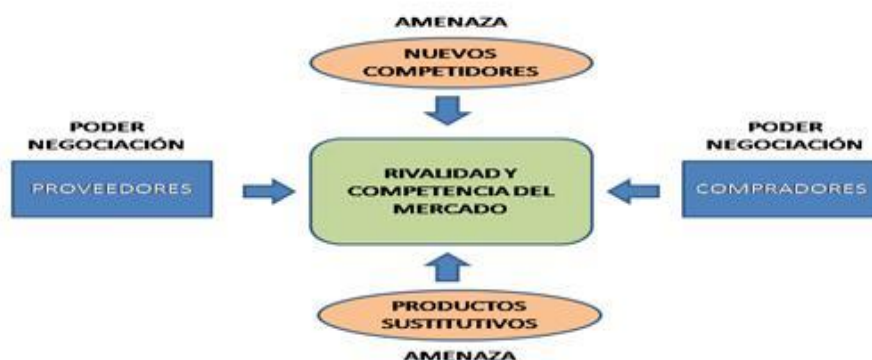 AMENAZA
NUEVOS
COMPETIDORES
PODER
NEGOCIACIÓN
PROVEEDORES
RIVALIDAD Y
COMPETENCIA DEL
MERCADO
PODER
NEGOCIACIÓN
COMPRADORES
PRODUCTOS
SUSTITUTIVOS
AMENAZA